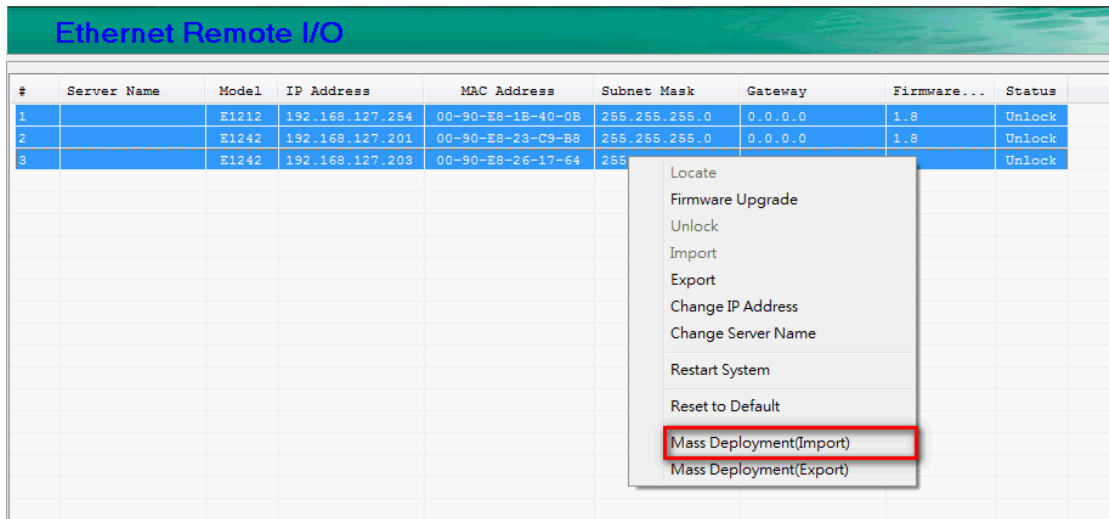 Ethernet Remote I/O
# Server Name Model IP Address MAC Address Subnet Mask Gateway Firmware... Status
1 E1212 192.168.127.254 00-90-E8-1B-40-0B 255.255.255.0 0.0.0.0 1.8 Unlock
2 E1242 192.168.127.201 00-90-E8-23-C9-B8 255.255.255.0 0.0.0.0 1.8 Unlock
3 E1242 192.168.127.203 00-90-E8-26-17-64 255 Unlock
Locate
Firmware Upgrade
Unlock
Import
Export
Change IP Address
Change Server Name
Restart System
Reset to Default
Mass Deployment(Import)
Mass Deployment(Export)